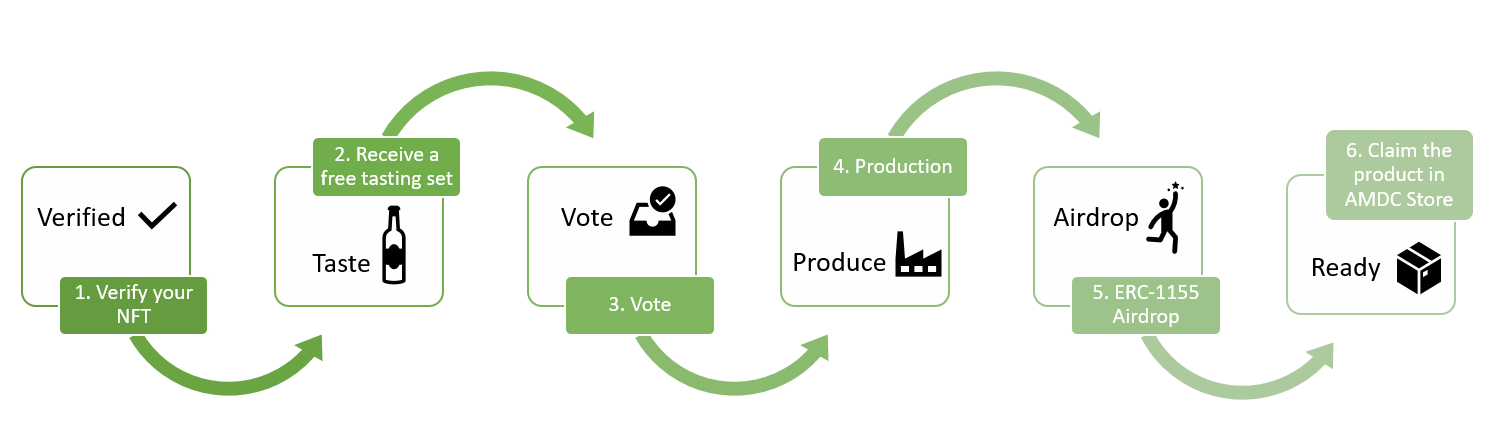 Verified
1. Verify your
NFT
2. Receive a
free tasting set
Taste
Vote
3. Vote
4. Production
Produce
Airdrop
5. ERC-1155
Airdrop
6. Claim the
product in
AMDC Store
Ready